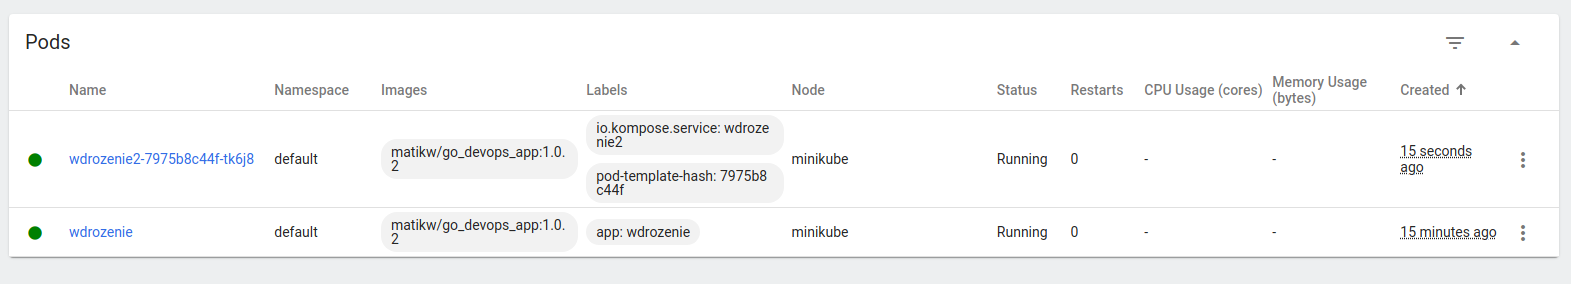 Pods
Name Namespace Images Labels Node Status Restarts CPU Usage (cores) Memory Usage (bytes) Created
wdrozenie2-7975b8c44f-tk6j8 default matikw/go_devops_app:1.0.2 io.kompose.service: wdrozenie2 pod-template-hash: 7975b8c44f minikube Running 0 - - 15 seconds ago
wdrozenie default matikw/go_devops_app:1.0.2 app: wdrozenie minikube Running 0 - - 15 minutes ago